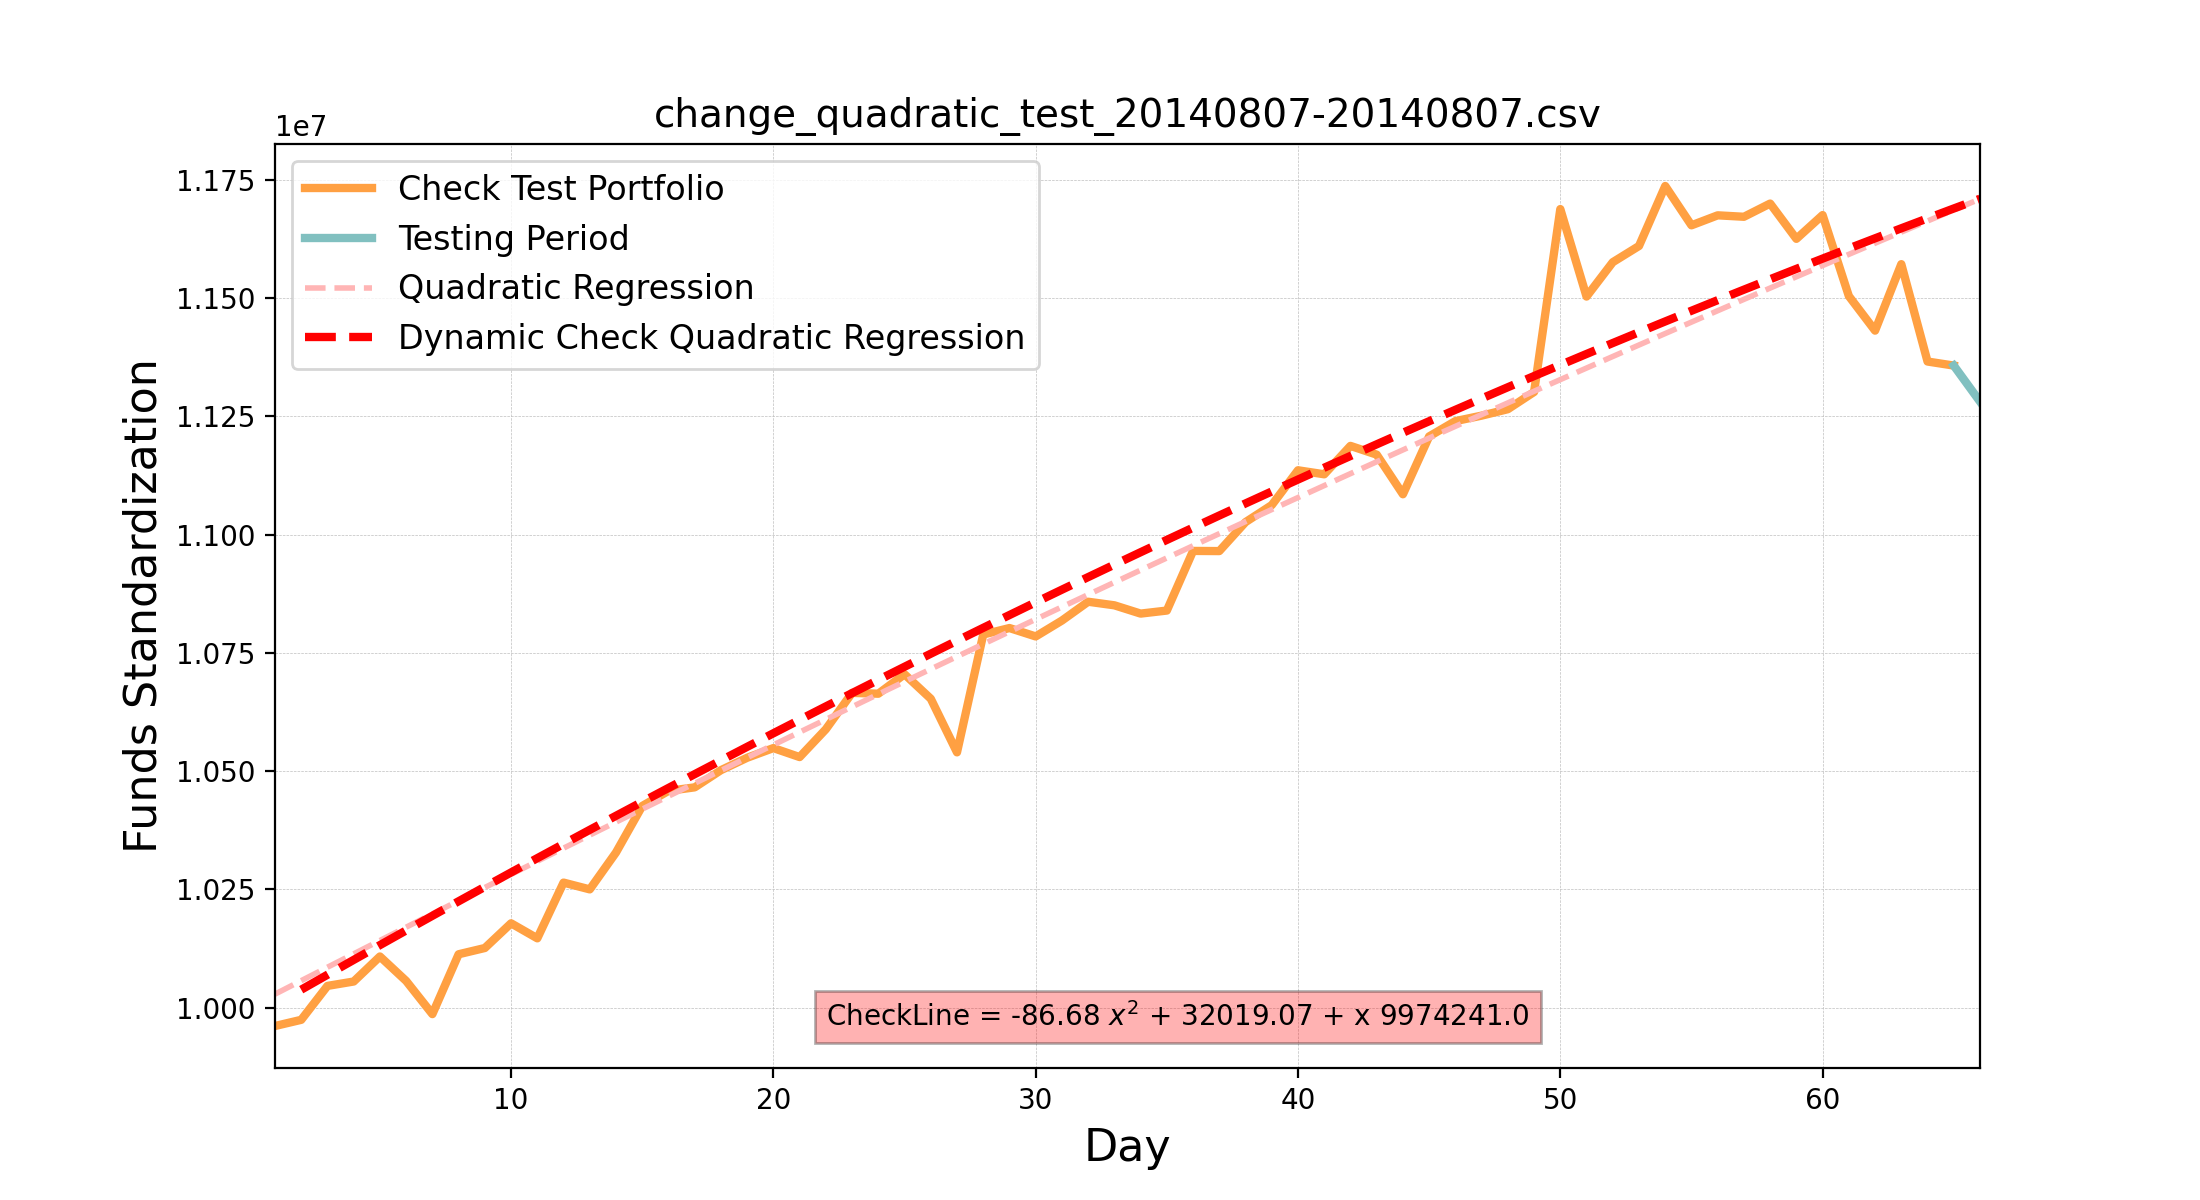 change_quadratic_test_20140807-20140807.csv
1e7
Check Test Portfolio
Testing Period
Quadratic Regression
Dynamic Check Quadratic Regression
1.175
1.150
1.125
1.100
1.075
1.050
1.025
1.000
Funds Standardization
CheckLine = -86.68 x² + 32019.07 + x 9974241.0
10 20 30 40 50 60
Day